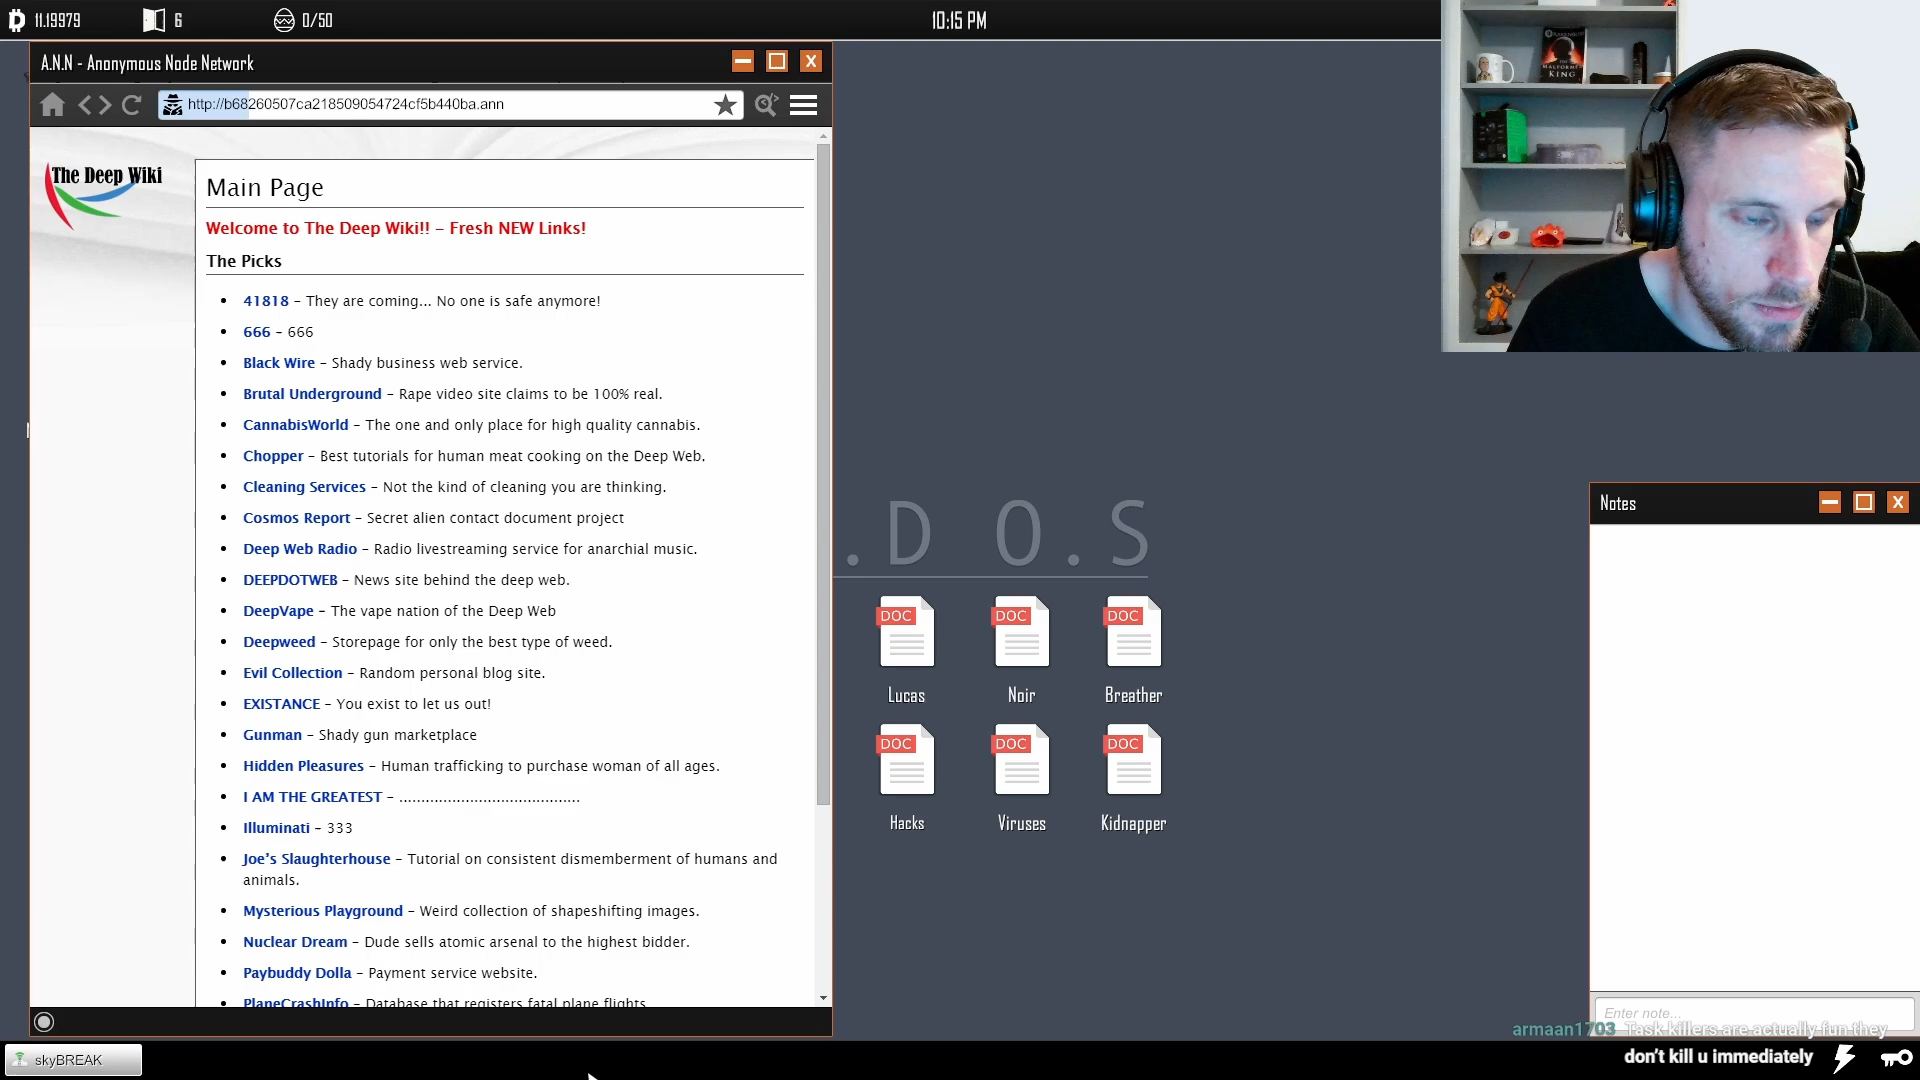 11.19979
6
0/50
10:15 PM
A.N.N - Anonymous Node Network
http://b68260507ca218509054724cf5b440ba.ann
The Deep Wiki
Main Page
Welcome to The Deep Wiki!! – Fresh NEW Links!
The Picks
41818 – They are coming... No one is safe anymore!
666 – 666
Black Wire – Shady business web service.
Brutal Underground – Rape video site claims to be 100% real.
CannabisWorld – The one and only place for high quality cannabis.
Chopper – Best tutorials for human meat cooking on the Deep Web.
Cleaning Services – Not the kind of cleaning you are thinking.
Cosmos Report – Secret alien contact document project
Deep Web Radio – Radio livestreaming service for anarchial music.
DEEPDOTWEB – News site behind the deep web.
DeepVape – The vape nation of the Deep Web
Deepweed – Storepage for only the best type of weed.
Evil Collection – Random personal blog site.
EXISTANCE – You exist to let us out!
Gunman – Shady gun marketplace
Hidden Pleasures – Human trafficking to purchase woman of all ages.
I AM THE GREATEST – .........................................
Illuminati – 333
Joe's Slaughterhouse – Tutorial on consistent dismemberment of humans and
animals.
Mysterious Playground – Weird collection of shapeshifting images.
Nuclear Dream – Dude sells atomic arsenal to the highest bidder.
Paybuddy Dolla – Payment service website.
PlaneCrashInfo – Database that registers fatal plane flights
.D O.S
DOC
DOC
DOC
Lucas
Noir
Breather
DOC
DOC
DOC
Hacks
Viruses
Kidnapper
THE
MALFORMED
KING
Notes
Enter note...
armaan1703 Task killers are actually fun they
don't kill u immediately
skyBREAK